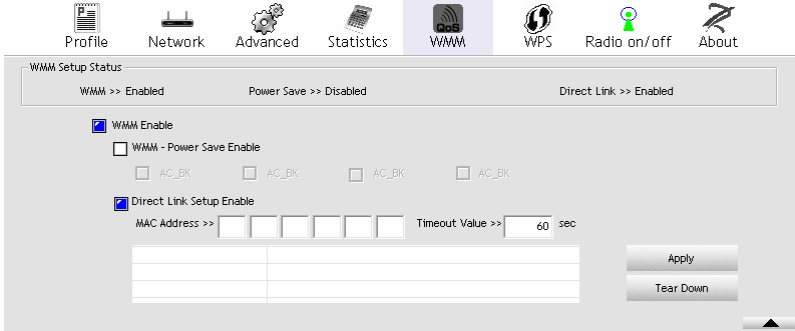 Profile Network Advanced Statistics QoS WMM WPS Radio on/off About
WMM Setup Status
WMM >> Enabled Power Save >> Disabled Direct Link >> Enabled
WMM Enable
WMM - Power Save Enable
AC_BK AC_BK AC_BK AC_BK
Direct Link Setup Enable
MAC Address >> Timeout Value >> 60 sec
Apply
Tear Down